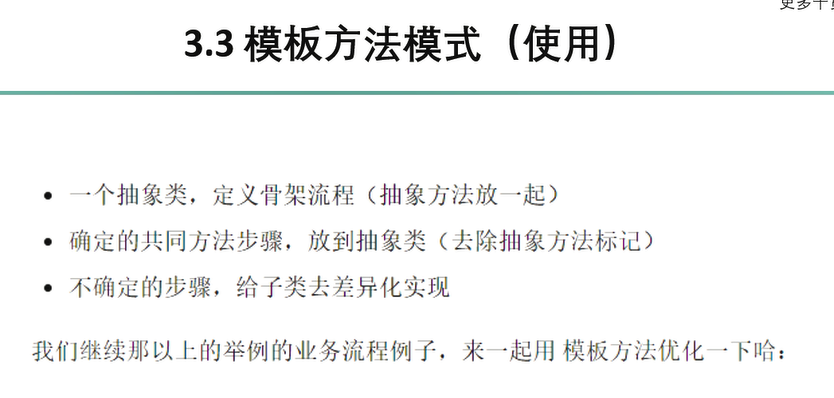 更多干
3.3 模板方法模式（使用）
• 一个抽象类，定义骨架流程（抽象方法放一起）
• 确定的共同方法步骤，放到抽象类（去除抽象方法标记）
• 不确定的步骤，给子类去差异化实现
我们继续那以上的举例的业务流程例子，来一起用 模板方法优化一下哈：